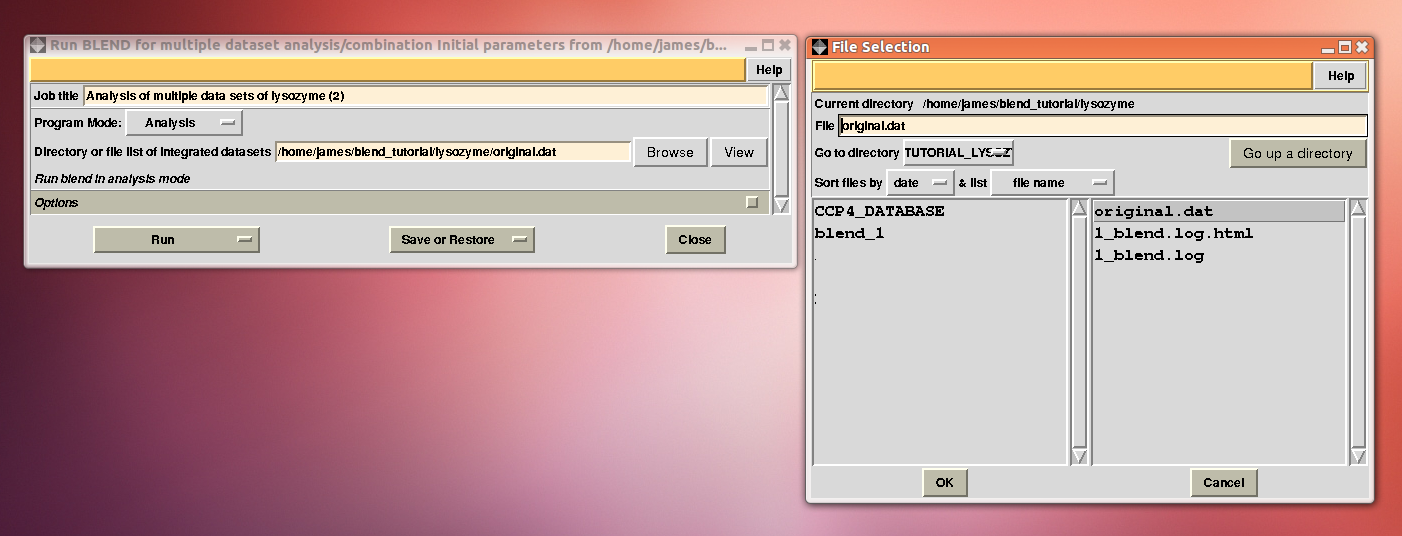 Run BLEND for multiple dataset analysis/combination Initial parameters from /home/james/b...
Help
Job title Analysis of multiple data sets of lysozyme (2)
Program Mode: Analysis
Directory or file list of integrated datasets /home/james/blend_tutorial/lysozyme/original.dat Browse View
Run blend in analysis mode
Options
Run Save or Restore Close
File Selection
Help
Current directory /home/james/blend_tutorial/lysozyme
File original.dat
Go to directory Go up a directory
Sort files by date & list file name
CCP4_DATABASE
blend_1
.
:
original.dat
1_blend.log.html
1_blend.log
OK Cancel